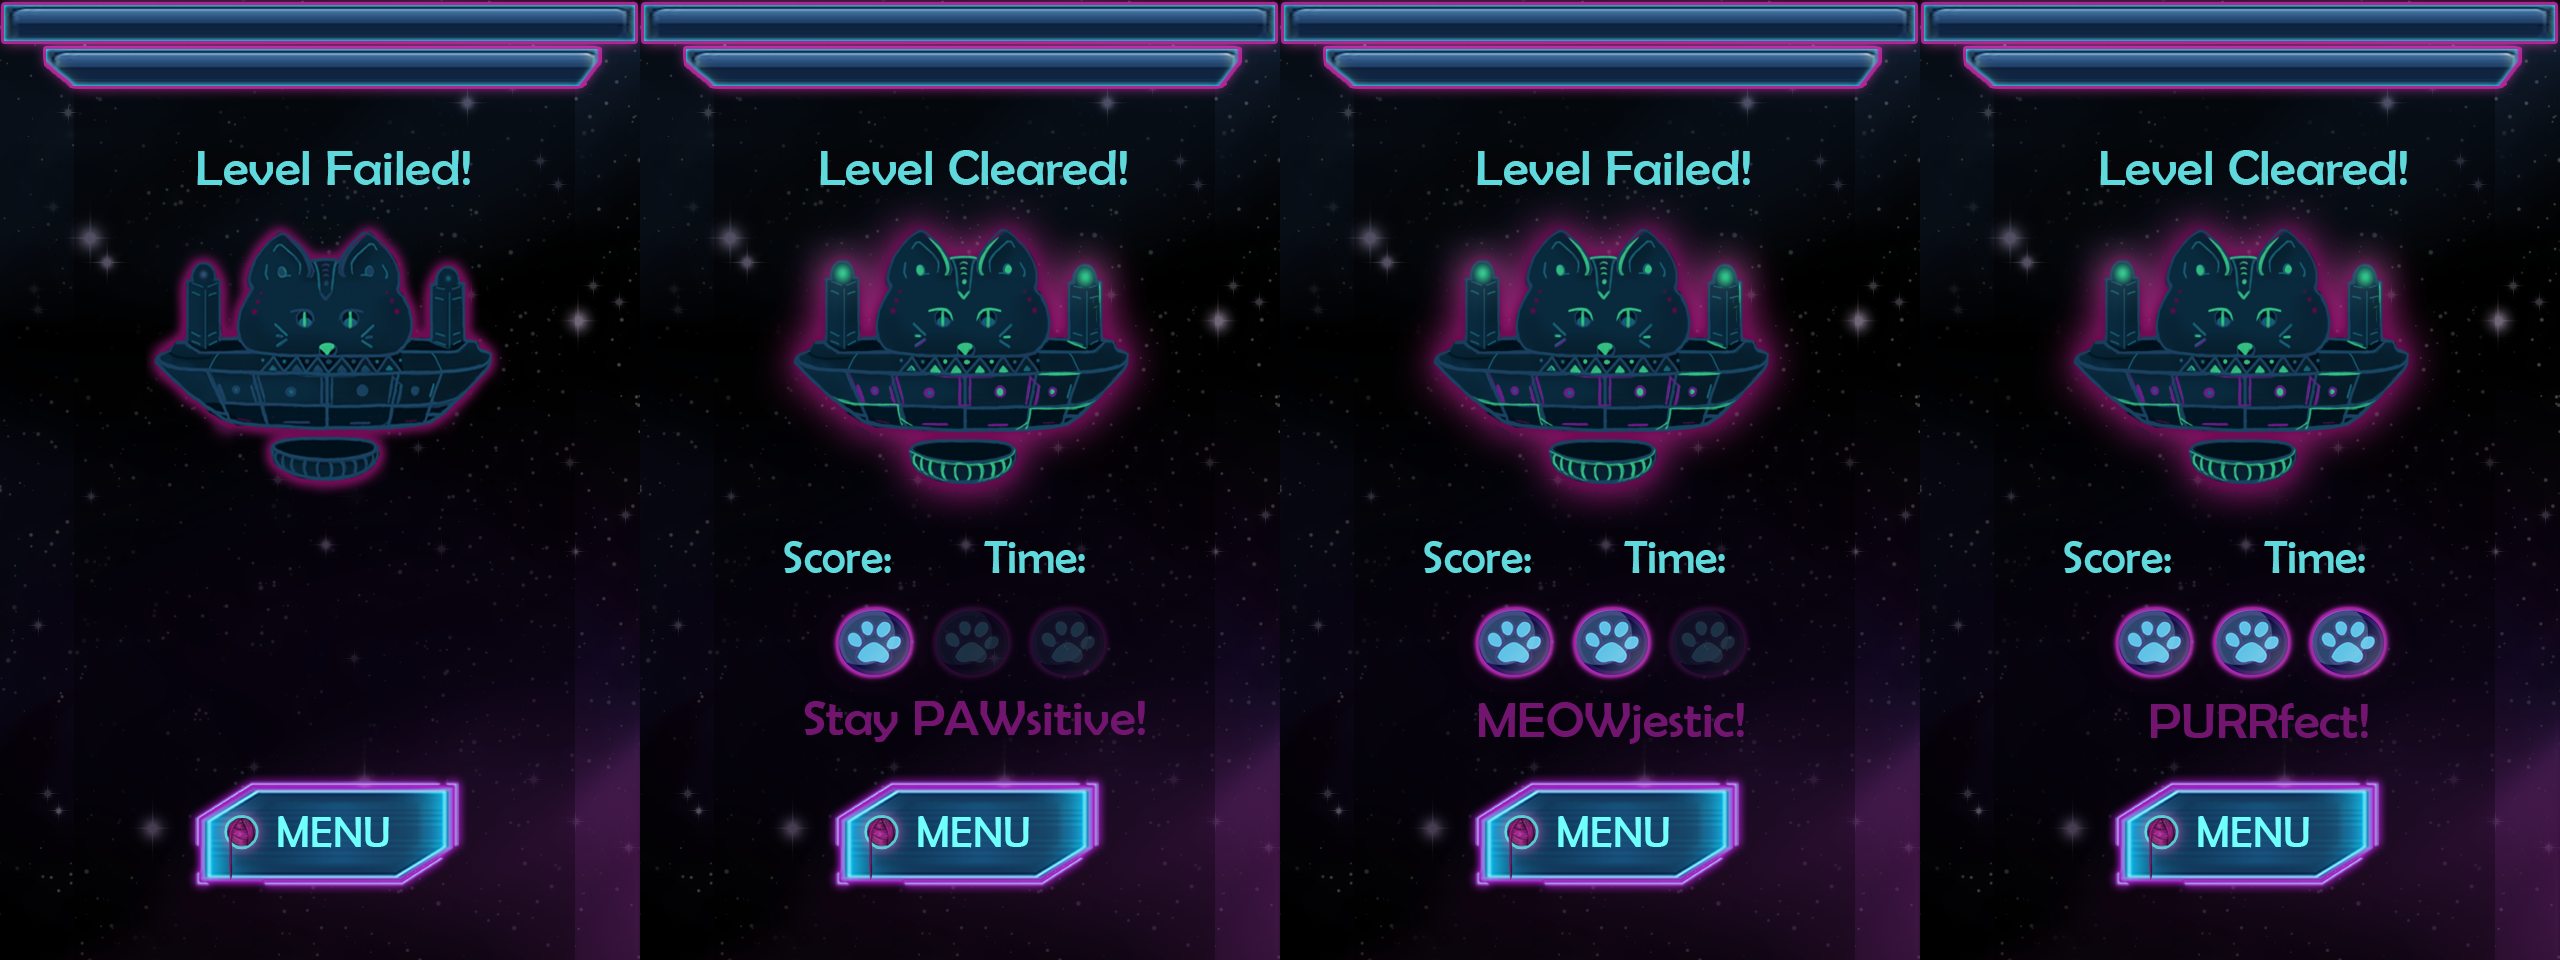 Level Failed!
MENU
Level Cleared!
Score: Time:
Stay PAWsitive!
MENU
Level Failed!
Score: Time:
MEOWjestic!
MENU
Level Cleared!
Score: Time:
PURRfect!
MENU